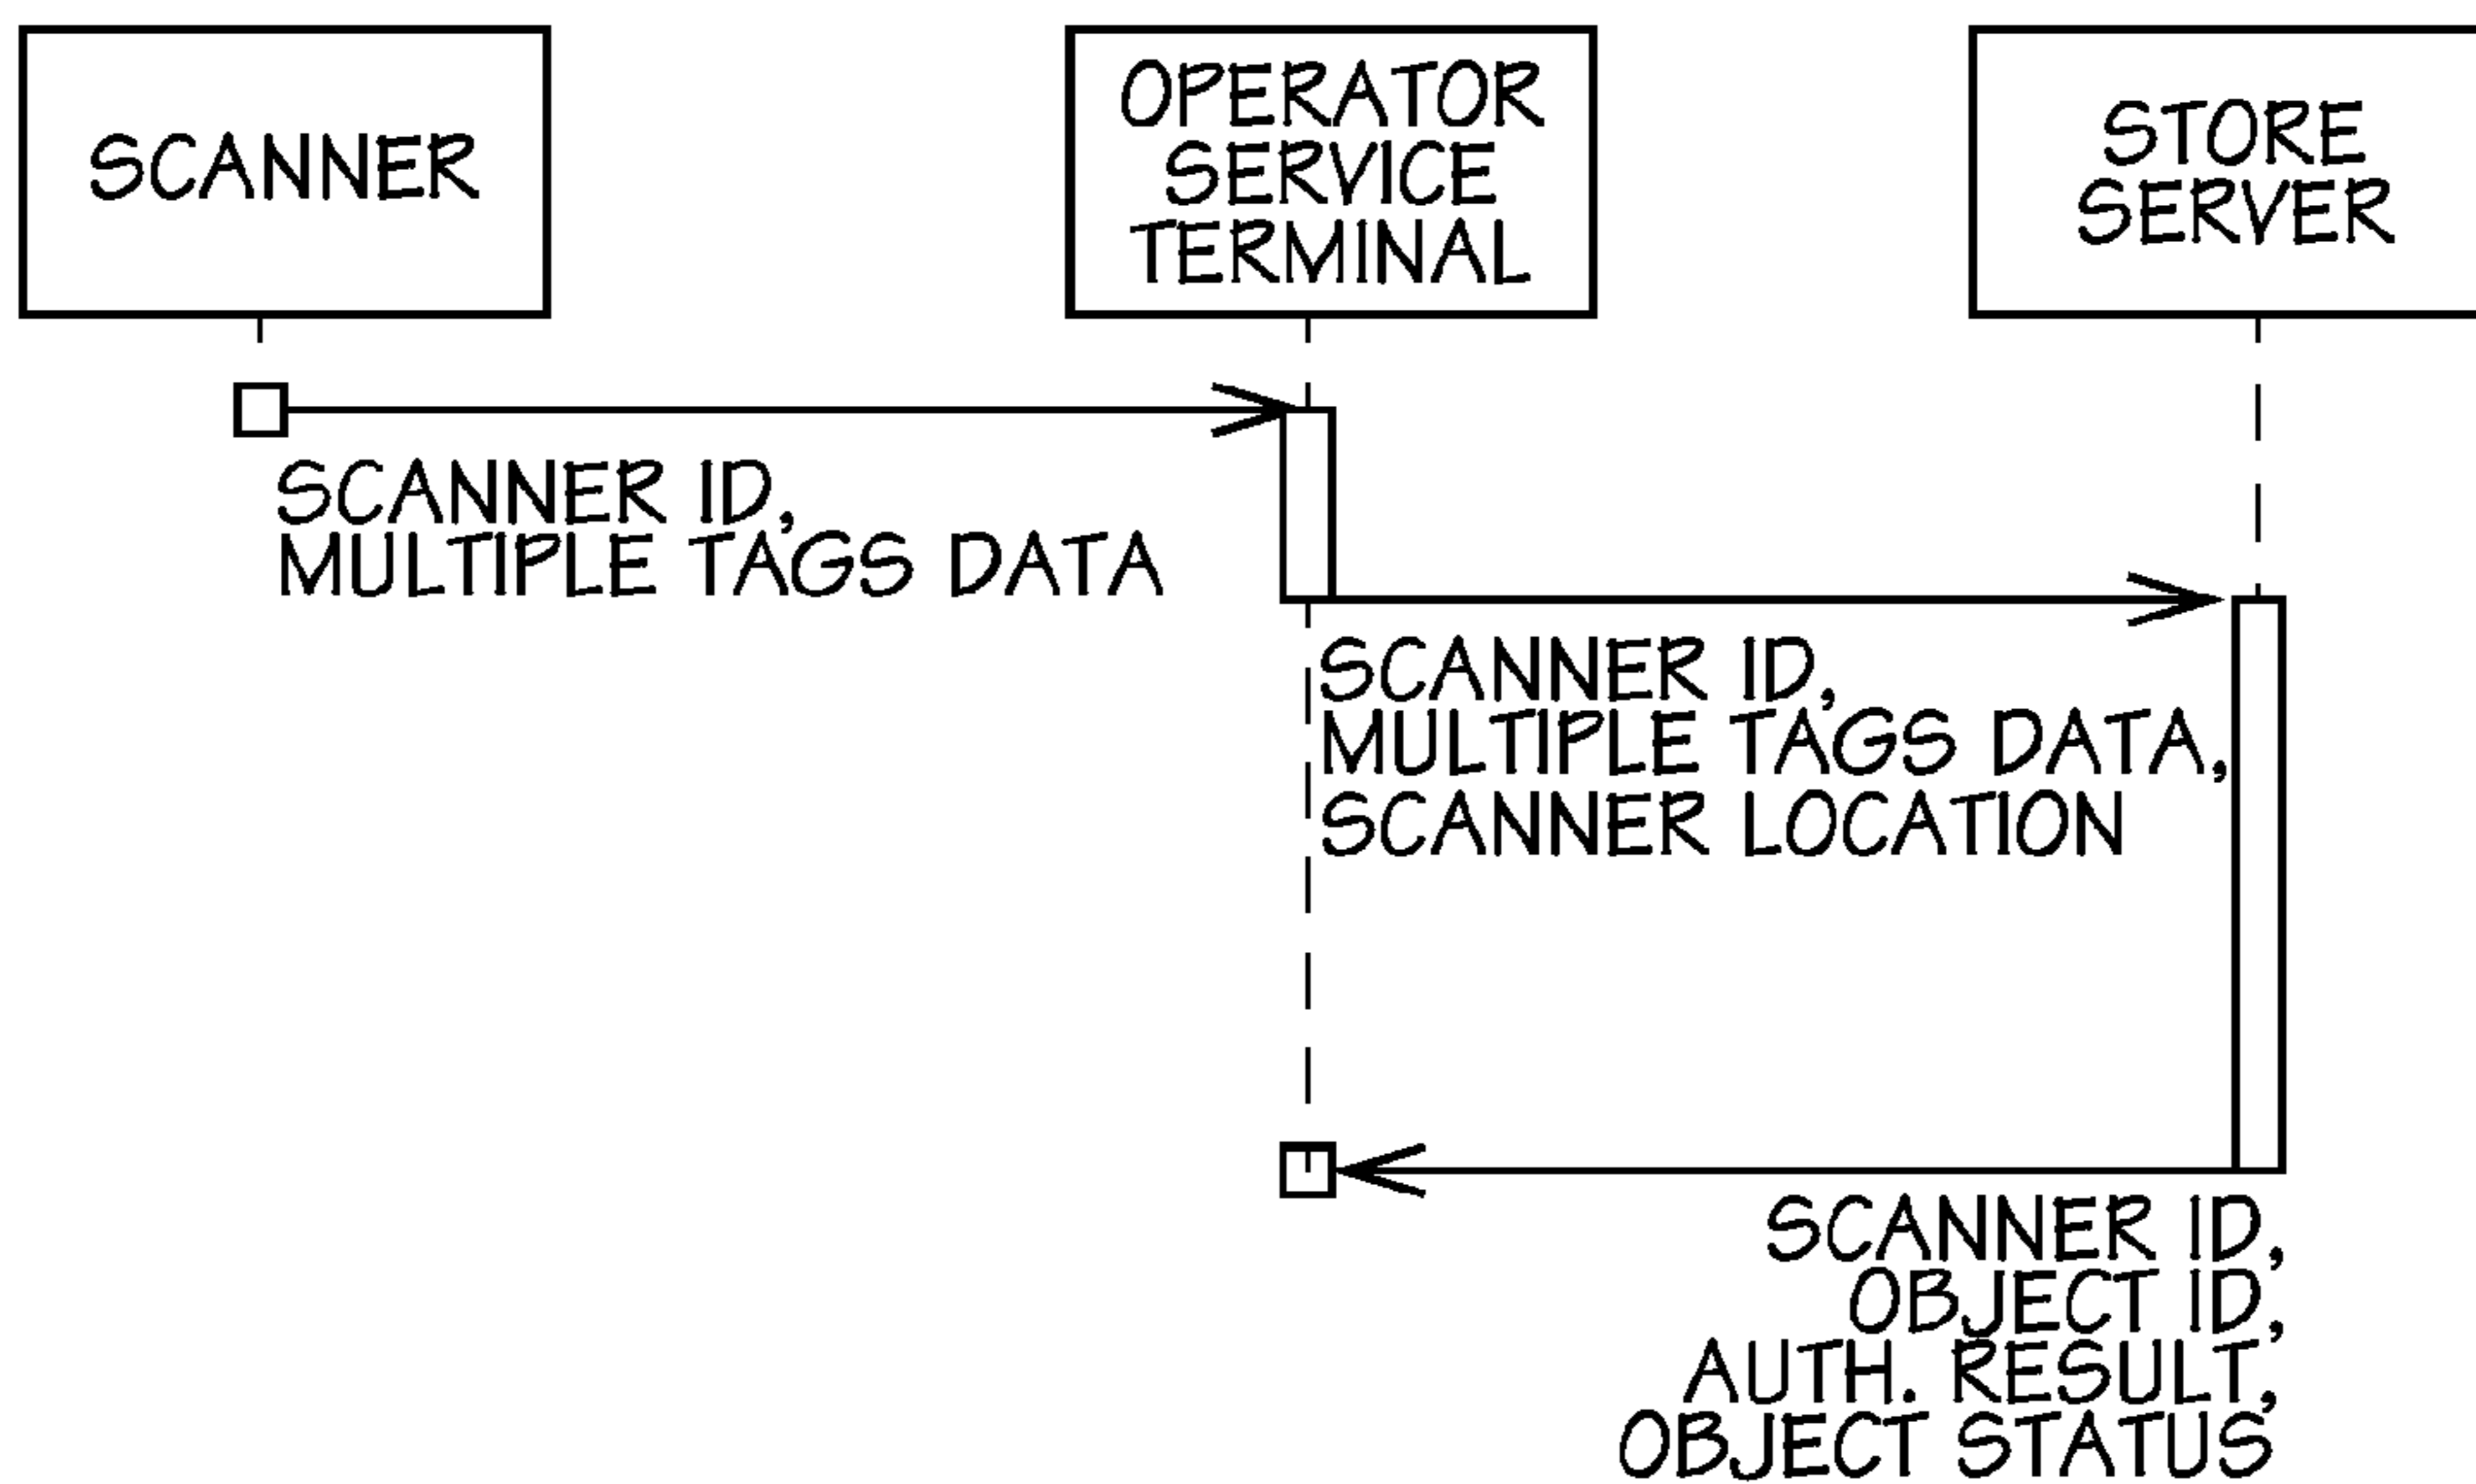 SCANNER
OPERATOR
SERVICE
TERMINAL
STORE
SERVER
SCANNER ID,
MULTIPLE TAGS DATA
SCANNER ID,
MULTIPLE TAGS DATA,
SCANNER LOCATION
SCANNER ID,
OBJECT ID,
AUTH. RESULT,
OBJECT STATUS